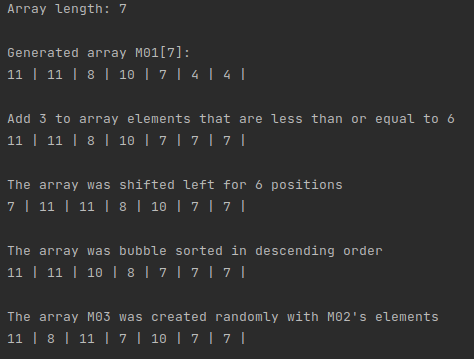 Array length: 7
Generated array M01[7]:
11 | 11 | 8 | 10 | 7 | 4 | 4 |
Add 3 to array elements that are less than or equal to 6
11 | 11 | 8 | 10 | 7 | 7 | 7 |
The array was shifted left for 6 positions
7 | 11 | 11 | 8 | 10 | 7 | 7 |
The array was bubble sorted in descending order
11 | 11 | 10 | 8 | 7 | 7 | 7 |
The array M03 was created randomly with M02's elements
11 | 8 | 11 | 7 | 10 | 7 | 7 |